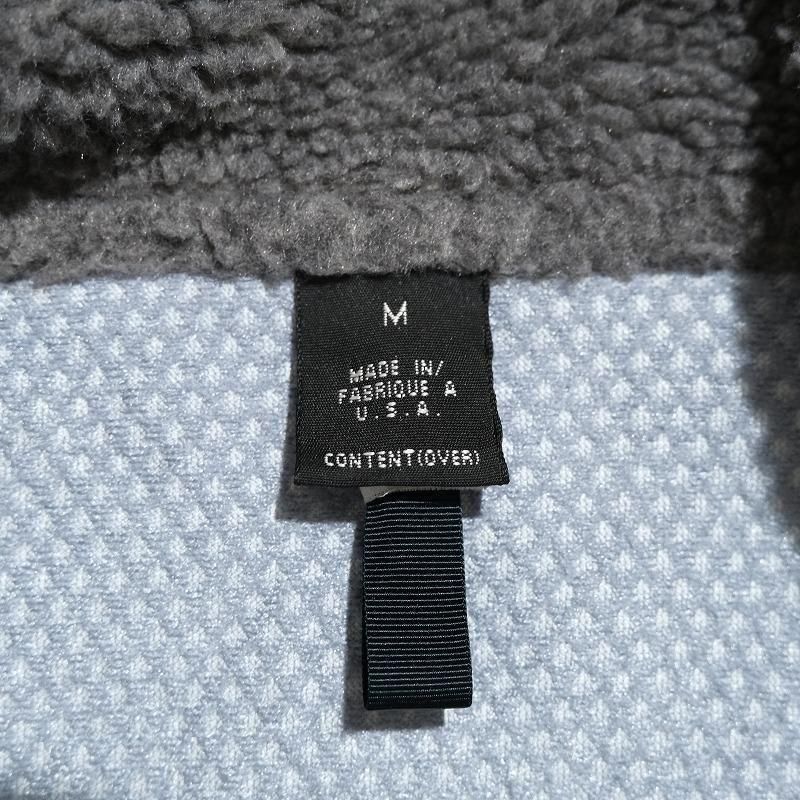 M
MADE IN/
FABRIQUE A
U.S.A.
CONTENT(OVER)